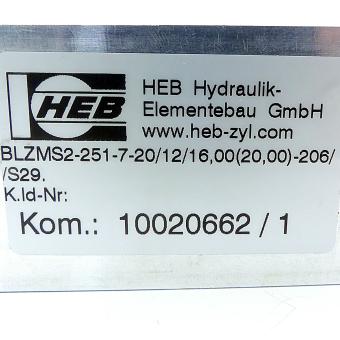 HEB
HEB Hydraulik-
Elementebau GmbH
www.heb-zyl.com
BLZMS2-251-7-20/12/16,00(20,00)-206/
/S29.
K.Id-Nr:
Kom.: 10020662 / 1